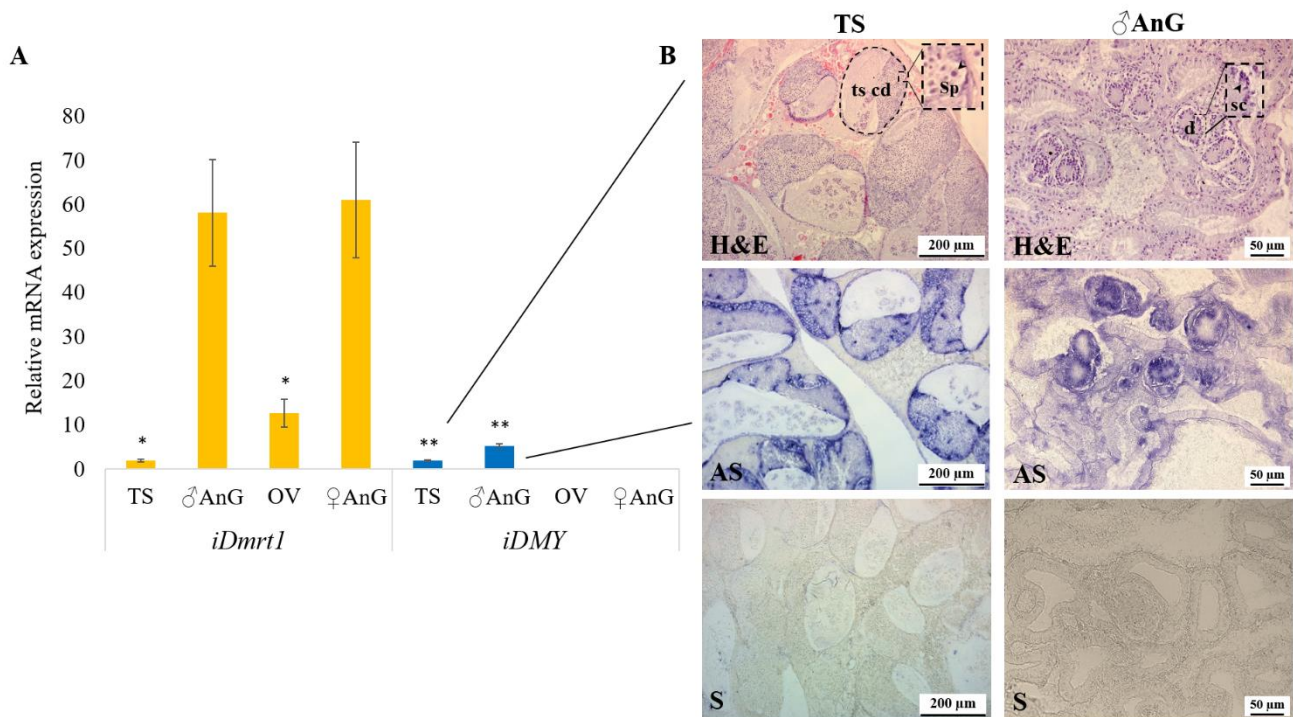 A
B
TS
♂AnG
80
70
60
50
40
30
20
10
0
Relative mRNA expression
*
*
**
**
TS
♂AnG
OV
♀AnG
TS
♂AnG
OV
♀AnG
iDmrt1
iDMY
ts cd
Sp
H&E
200 µm
d
sc
H&E
50 µm
AS
200 µm
AS
50 µm
S
200 µm
S
50 µm